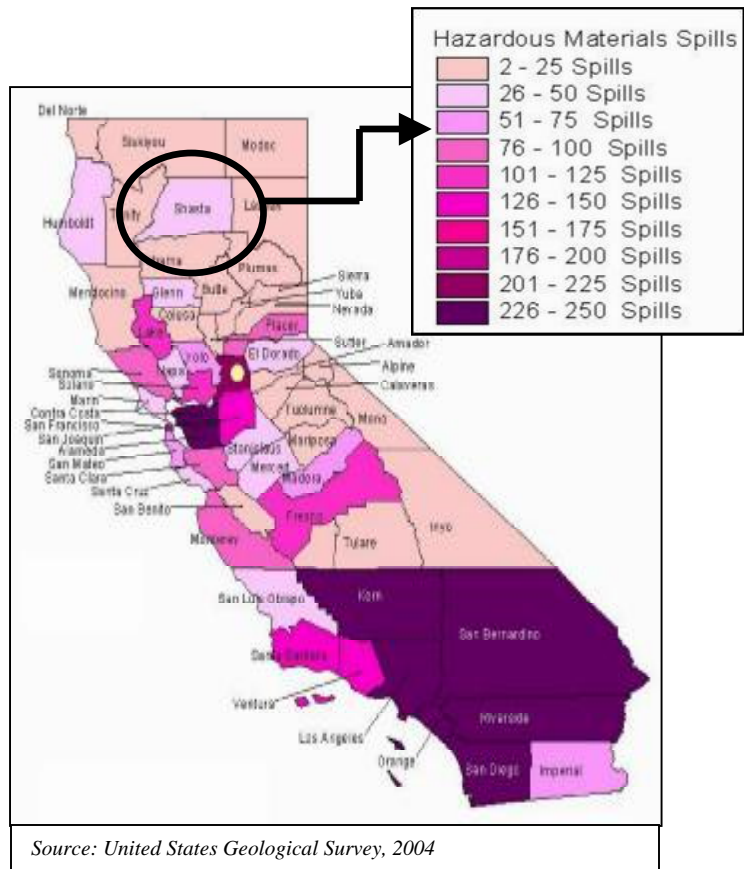 Hazardous Materials Spills
2 - 25 Spills
26 - 50 Spills
51 - 75 Spills
76 - 100 Spills
101 - 125 Spills
126 - 150 Spills
151 - 175 Spills
176 - 200 Spills
201 - 225 Spills
226 - 250 Spills
Del Norte
Siskiyou
Modoc
Humboldt
Trinity
Shasta
Lassen
Plumas
Mendocino
Glenn
Butte
Sierra
Yuba
Nevada
Colusa
Lake
Placer
Sutter
Amador
Yolo
El Dorado
Alpine
Napa
Calaveras
Sonoma
Solano
Marin
Contra Costa
San Francisco
San Joaquin
Alameda
San Mateo
Santa Clara
Santa Cruz
San Benito
Tuolumne
Mono
Mariposa
Stanislaus
Merced
Madera
Fresno
Monterey
Tulare
Inyo
San Luis Obispo
Kern
San Bernardino
Santa Barbara
Ventura
Los Angeles
Orange
Riverside
San Diego
Imperial
Source: United States Geological Survey, 2004